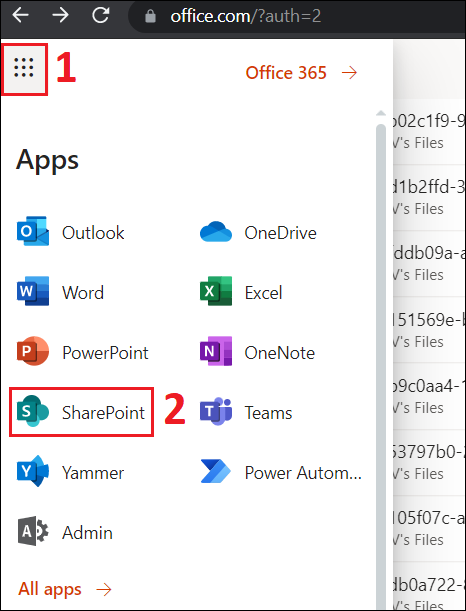 office.com/?auth=2
1
Office 365 →
Apps
Outlook
OneDrive
Word
Excel
PowerPoint
OneNote
SharePoint
2
Teams
Yammer
Power Autom...
Admin
All apps →
02c1f9-9
V's Files
d1b2ffd-3
V's Files
ddb09a-a
V's Files
151569e-b
V's Files
b9c0aa4-1
V's Files
63797b0-2
V's Files
105f07c-a
V's Files
db0a722-8